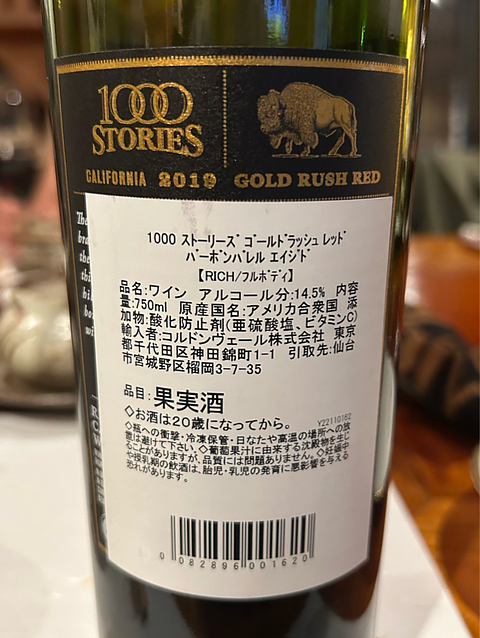 1000
STORIES
CALIFORNIA 2019 GOLD RUSH RED
1000 ストーリーズ ゴールドラッシュ レッド
バーボンバレル エイジド
【RICH/フルボディ】
品名:ワイン アルコール分:14.5% 内容
量:750ml 原産国名:アメリカ合衆国 添
加物:酸化防止剤(亜硫酸塩、ビタミンC)
輸入者:コルドンヴェール株式会社 東京
都千代田区神田錦町1-1 引取先:仙台
市宮城野区榴岡3-7-35
品目:果実酒
◇お酒は20歳になってから。
Y22110162
◇瓶への衝撃・冷凍保管・日なたや高温の場所への放
置は避けて下さい。◇葡萄果汁に由来する沈殿物を生じ
ることがありますが、品質には問題ありません。◇妊娠中
や授乳期の飲酒は、胎児・乳児の発育に悪影響を与える
恐れがあります。
0 82896 00162 0